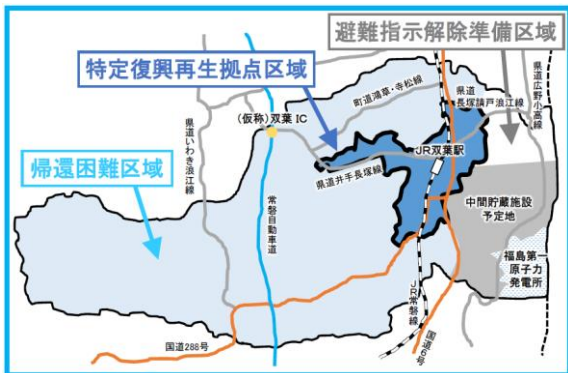 避難指示解除準備区域
特定復興再生拠点区域
帰還困難区域
(仮称)双葉IC
町道鴻草・寺松線
県道
長塚請戸浪江線
県道広野小高線
県道いわき浪江線
JR双葉駅
県道井手長塚線
常磐自動車道
中間貯蔵施設
予定地
福島第一
原子力
発電所
JR常磐線
国道6号
国道288号